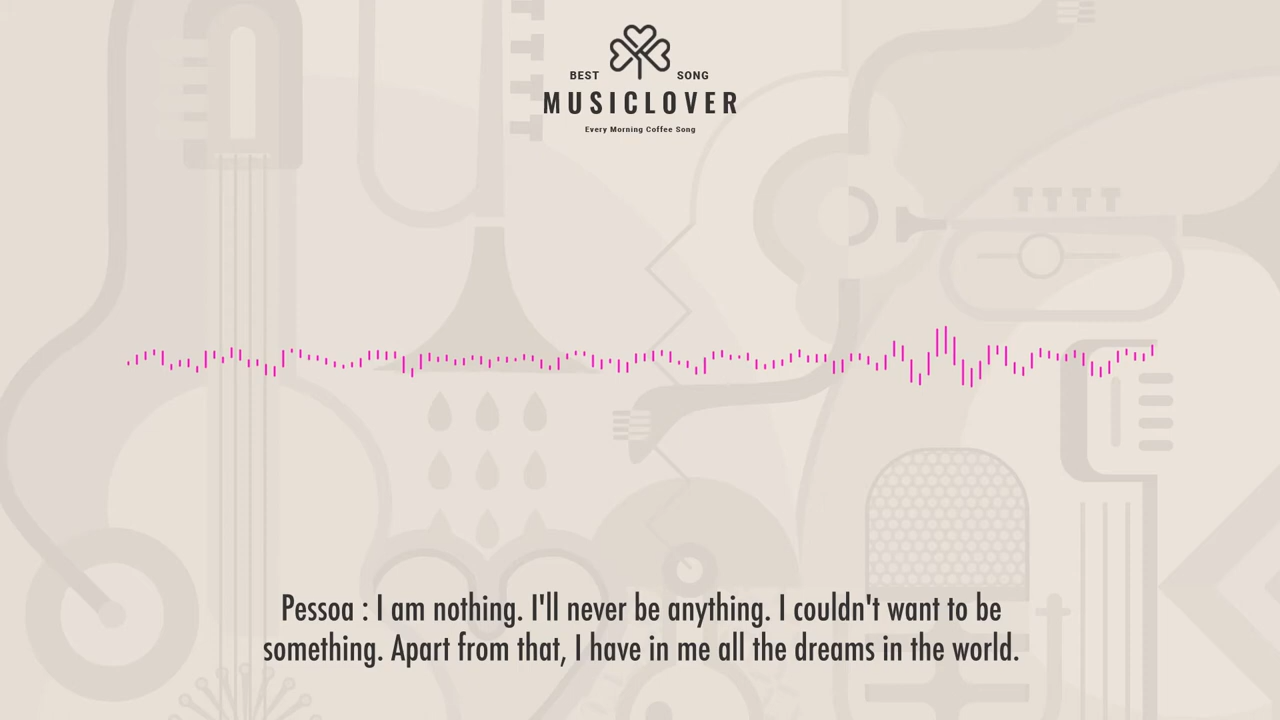 BEST SONG
MUSICLOVER
Every Morning Coffee Song
Pessoa : I am nothing. I'll never be anything. I couldn't want to be
something. Apart from that, I have in me all the dreams in the world.